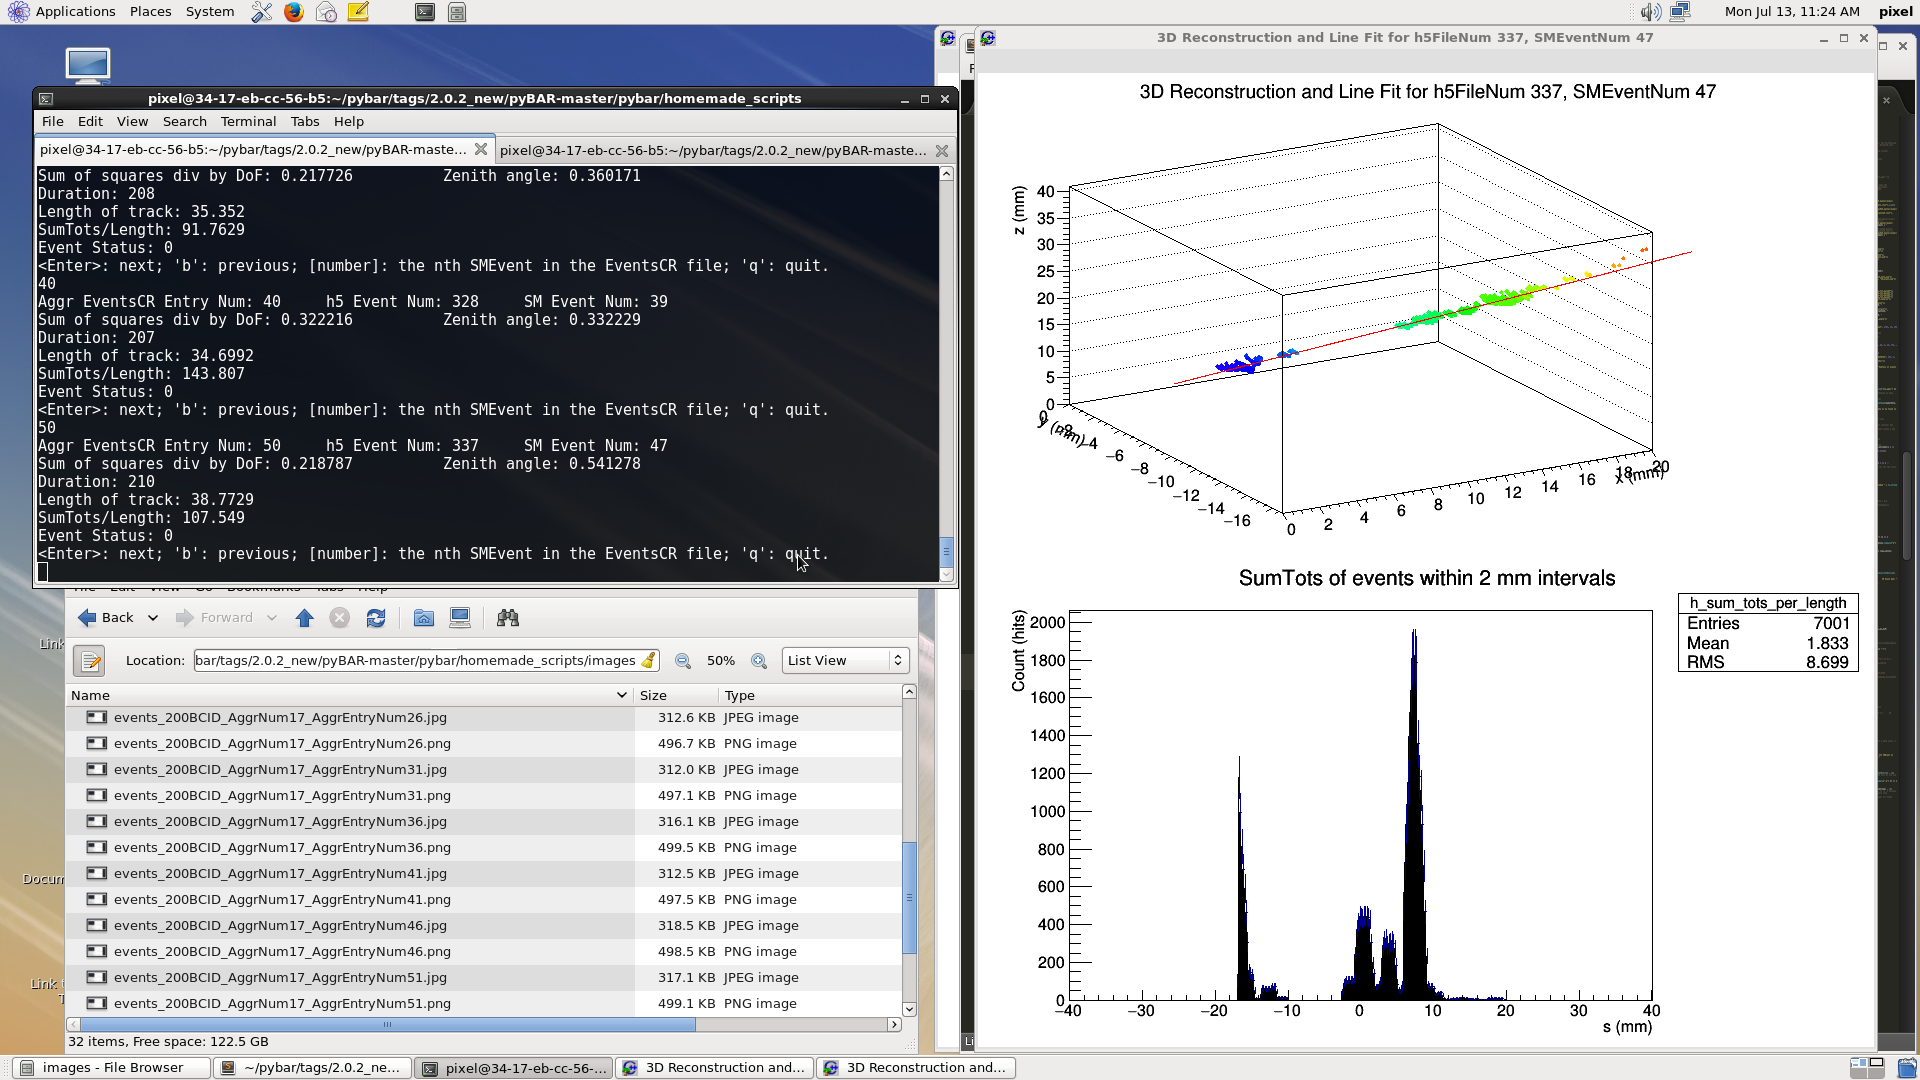 Applications Places System
Mon Jul 13, 11:24 AM pixel
pixel@34-17-eb-cc-56-b5:~/pybar/tags/2.0.2_new/pyBAR-master/pybar/homemade_scripts
File Edit View Search Terminal Tabs Help
pixel@34-17-eb-cc-56-b5:~/pybar/tags/2.0.2_new/pyBAR-maste...
pixel@34-17-eb-cc-56-b5:~/pybar/tags/2.0.2_new/pyBAR-maste...
Sum of squares div by DoF: 0.217726 Zenith angle: 0.360171
Duration: 208
Length of track: 35.352
SumTots/Length: 91.7629
Event Status: 0
<Enter>: next; 'b': previous; [number]: the nth SMEvent in the EventsCR file; 'q': quit.
40
Aggr EventsCR Entry Num: 40 h5 Event Num: 328 SM Event Num: 39
Sum of squares div by DoF: 0.322216 Zenith angle: 0.332229
Duration: 207
Length of track: 34.6992
SumTots/Length: 143.807
Event Status: 0
<Enter>: next; 'b': previous; [number]: the nth SMEvent in the EventsCR file; 'q': quit.
50
Aggr EventsCR Entry Num: 50 h5 Event Num: 337 SM Event Num: 47
Sum of squares div by DoF: 0.218787 Zenith angle: 0.541278
Duration: 210
Length of track: 38.7729
SumTots/Length: 107.549
Event Status: 0
<Enter>: next; 'b': previous; [number]: the nth SMEvent in the EventsCR file; 'q': quit.
Back Forward
Location: bar/tags/2.0.2_new/pyBAR-master/pybar/homemade_scripts/images 50% List View
Name Size Type
events_200BCID_AggrNum17_AggrEntryNum26.jpg 312.6 KB JPEG image
events_200BCID_AggrNum17_AggrEntryNum26.png 496.7 KB PNG image
events_200BCID_AggrNum17_AggrEntryNum31.jpg 312.0 KB JPEG image
events_200BCID_AggrNum17_AggrEntryNum31.png 497.1 KB PNG image
events_200BCID_AggrNum17_AggrEntryNum36.jpg 316.1 KB JPEG image
events_200BCID_AggrNum17_AggrEntryNum36.png 499.5 KB PNG image
events_200BCID_AggrNum17_AggrEntryNum41.jpg 312.5 KB JPEG image
events_200BCID_AggrNum17_AggrEntryNum41.png 497.5 KB PNG image
events_200BCID_AggrNum17_AggrEntryNum46.jpg 318.5 KB JPEG image
events_200BCID_AggrNum17_AggrEntryNum46.png 498.5 KB PNG image
events_200BCID_AggrNum17_AggrEntryNum51.jpg 317.1 KB JPEG image
events_200BCID_AggrNum17_AggrEntryNum51.png 499.1 KB PNG image
32 items, Free space: 122.5 GB
Link
Docum
Link t
3D Reconstruction and Line Fit for h5FileNum 337, SMEventNum 47
3D Reconstruction and Line Fit for h5FileNum 337, SMEventNum 47
z (mm)
40
35
30
25
20
15
10
5
0
y (mm)
0 −2 −4 −6 −8 −10 −12 −14 −16
0 2 4 6 8 10 12 14 16 18 20
x (mm)
SumTots of events within 2 mm intervals
h_sum_tots_per_length
Entries 7001
Mean 1.833
RMS 8.699
Count (hits)
2000
1800
1600
1400
1200
1000
800
600
400
200
0
−40 −30 −20 −10 0 10 20 30 40
s (mm)
images - File Browser
~/pybar/tags/2.0.2_ne...
pixel@34-17-eb-cc-56-...
3D Reconstruction and...
3D Reconstruction and...